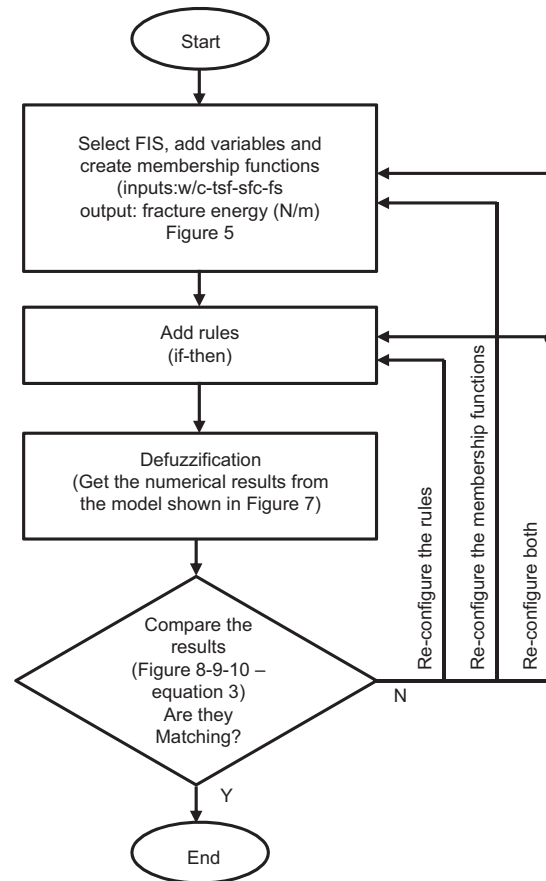 Start
Select FIS, add variables and
create membership functions
(inputs:w/c-tsf-sfc-fs
output: fracture energy (N/m)
Figure 5
Add rules
(if-then)
Defuzzification
(Get the numerical results from
the model shown in Figure 7)
Compare the
results
(Figure 8-9-10 –
equation 3)
Are they
Matching?
N
Y
End
Re-configure the rules
Re-configure the membership functions
Re-configure both